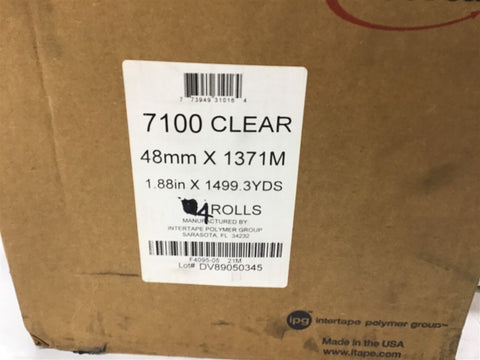 7 73949 31016 4
7100 CLEAR
48mm X 1371M
1.88in X 1499.3YDS
4 ROLLS
MANUFACTURED BY:
INTERTAPE POLYMER GROUP
SARASOTA, FL 34232
F4095-05 21M
Lot# DV89050345
ipg intertape polymer group™
Made in the USA
www.itape.com